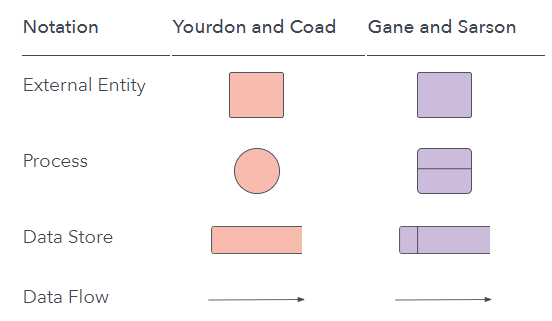 Notation Yourdon and Coad Gane and Sarson
External Entity
Process
Data Store
Data Flow